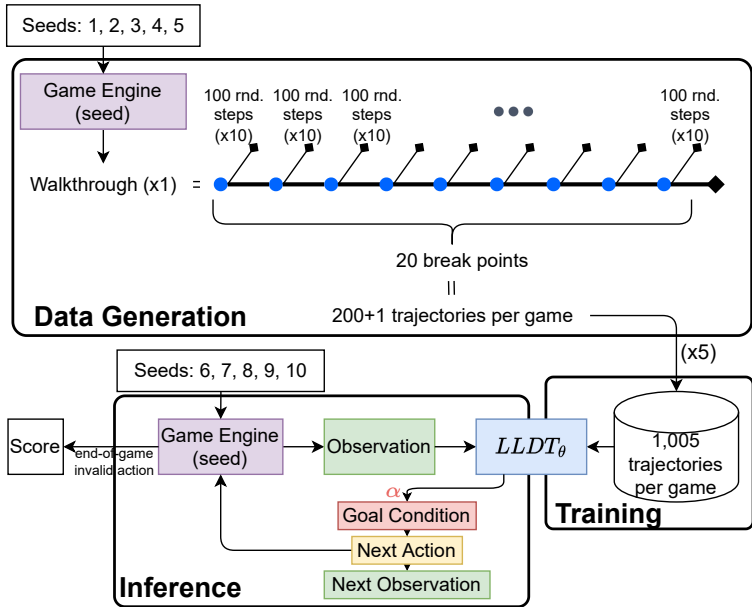 Seeds: 1, 2, 3, 4, 5
Game Engine
(seed)
100 rnd.
steps
(x10)
100 rnd.
steps
(x10)
100 rnd.
steps
(x10)
100 rnd.
steps
(x10)
Walkthrough (x1)
=
20 break points
=
200+1 trajectories per game
Data Generation
(x5)
Seeds: 6, 7, 8, 9, 10
Score
end-of-game
invalid action
Game Engine
(seed)
Observation
LLDTθ
1,005
trajectories
per game
Training
α
Goal Condition
Next Action
Next Observation
Inference